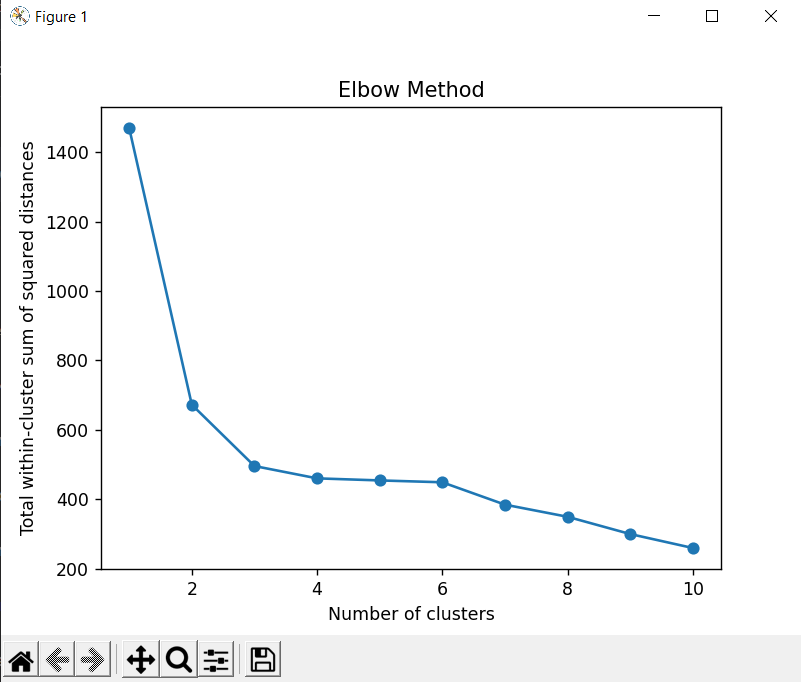 Figure 1
Elbow Method
Total within-cluster sum of squared distances
1400
1200
1000
800
600
400
200
2 4 6 8 10
Number of clusters